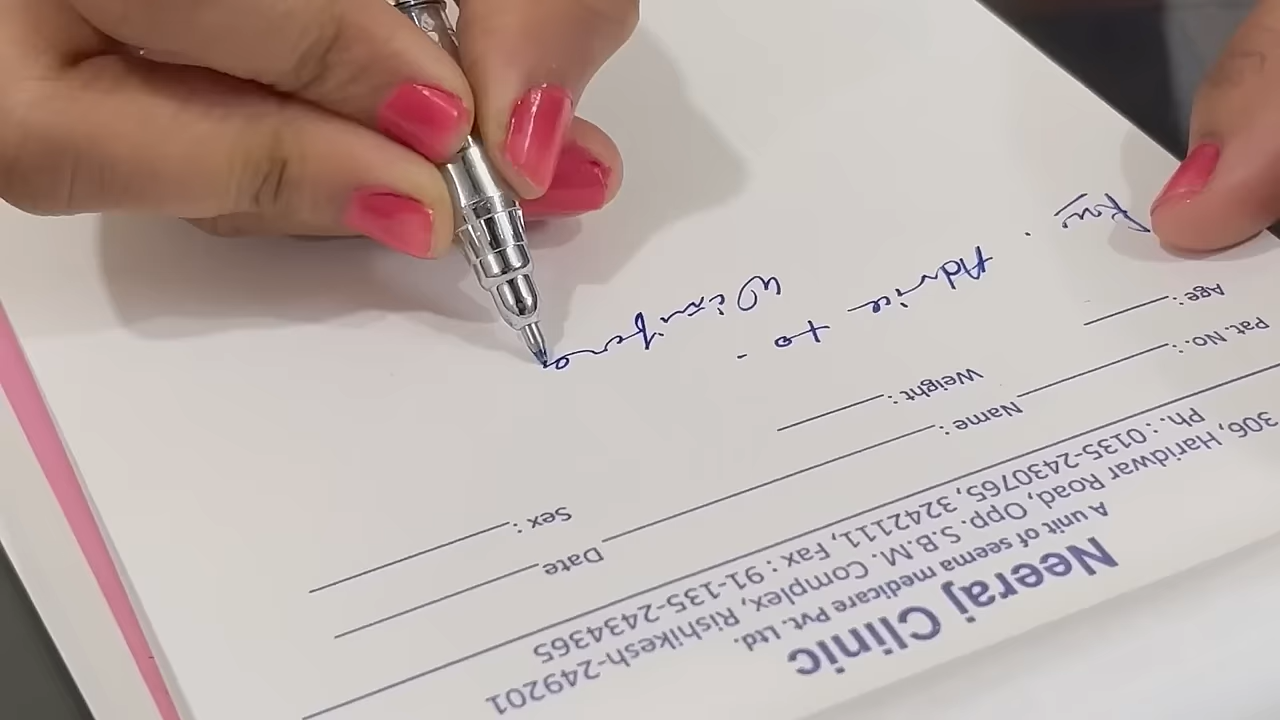 Neeraj Clinic
A unit of seema medicare Pvt. Ltd.
306, Haridwar Road, Opp. S.B.M. Complex, Rishikesh-249201
Ph. : 0135-2430765, 3242111, Fax : 91-135-2434365
Pat. No.: Name : Date
Age : Weight : Sex :
Advice to